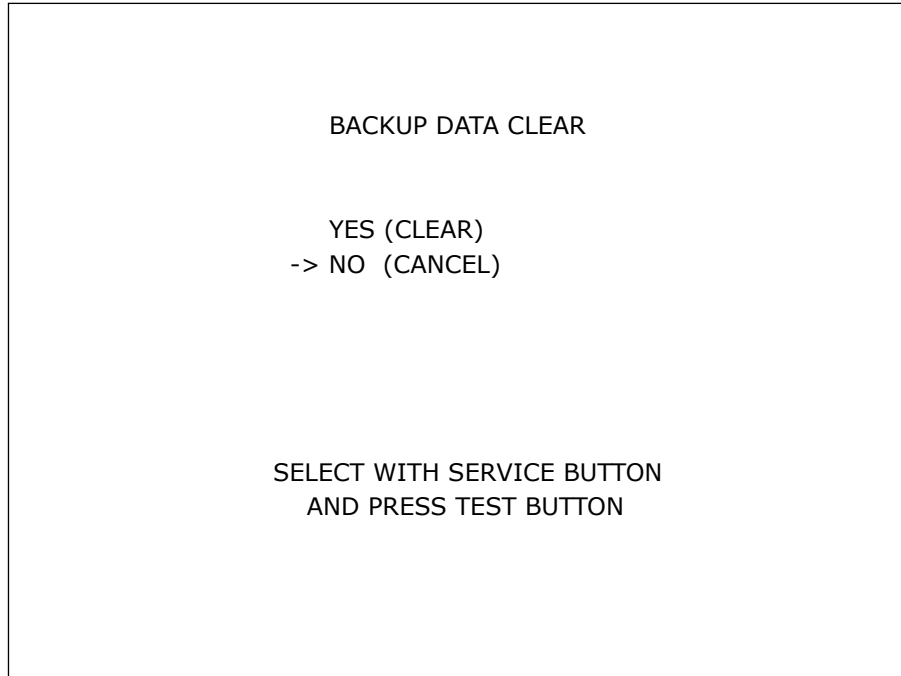 BACKUP DATA CLEAR
YES (CLEAR)
-> NO  (CANCEL)
SELECT WITH SERVICE BUTTON
AND PRESS TEST BUTTON